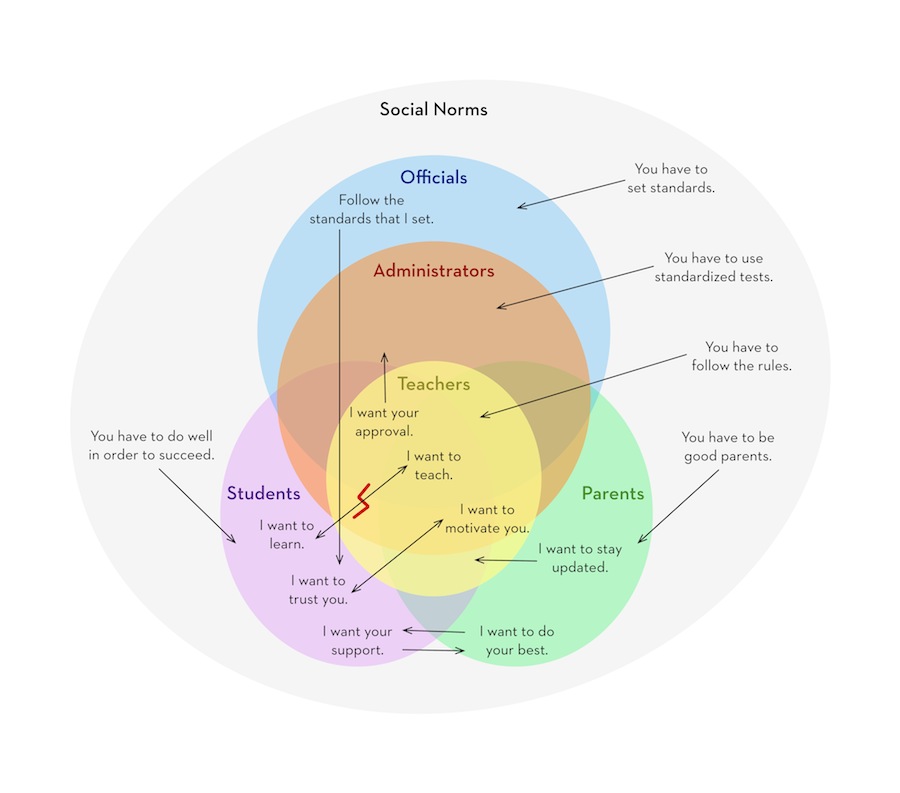 Social Norms
You have to
set standards.
Officials
Follow the
standards that I set.
You have to use
standardized tests.
Administrators
You have to
follow the rules.
Teachers
I want your
approval.
You have to do well
in order to succeed.
You have to be
good parents.
I want to
teach.
Students
Parents
I want to
motivate you.
I want to
learn.
I want to stay
updated.
I want to
trust you.
I want your
support.
I want to do
your best.